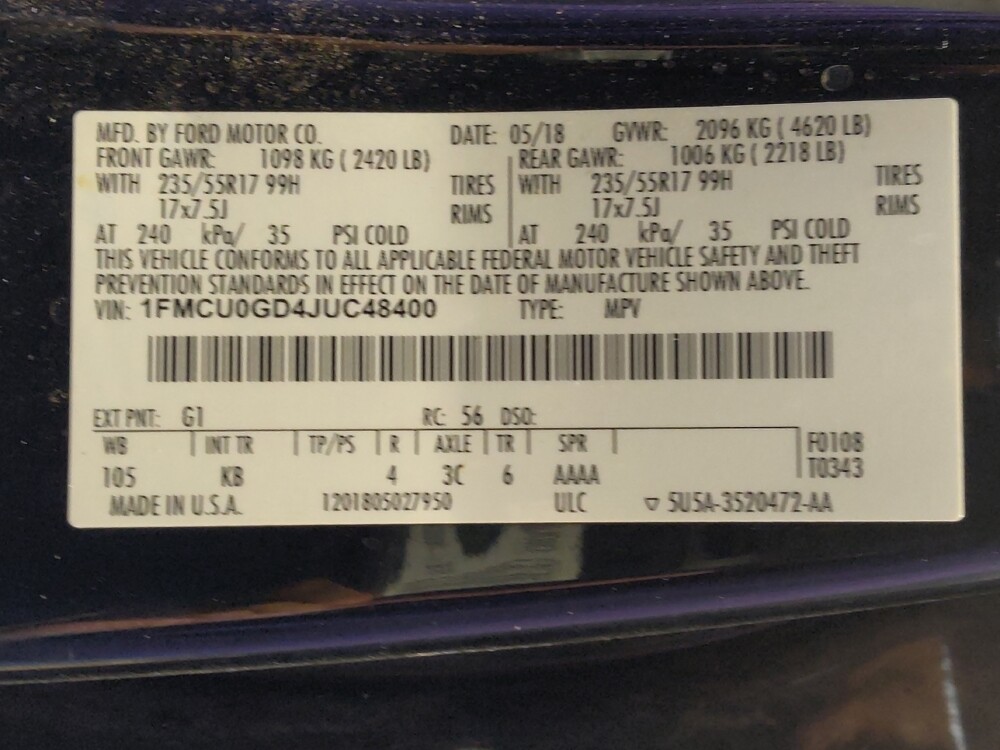 MFD. BY FORD MOTOR CO. DATE: 05/18 GVWR: 2096 KG ( 4620 LB)
FRONT GAWR: 1098 KG ( 2420 LB) REAR GAWR: 1006 KG ( 2218 LB)
WITH 235/55R17 99H TIRES WITH 235/55R17 99H TIRES
17x7.5J RIMS 17x7.5J RIMS
AT 240 kPa/ 35 PSI COLD AT 240 kPa/ 35 PSI COLD
THIS VEHICLE CONFORMS TO ALL APPLICABLE FEDERAL MOTOR VEHICLE SAFETY AND THEFT
PREVENTION STANDARDS IN EFFECT ON THE DATE OF MANUFACTURE SHOWN ABOVE.
VIN: 1FMCU0GD4JUC48400 TYPE: MPV
EXT PNT: G1 RC: 56 DSO:
WB INT TR TP/PS R AXLE TR SPR F0108
105 KB 4 3C 6 AAAA T0343
MADE IN U.S.A. 1201805027950 ULC ▽ 5U5A-3520472-AA